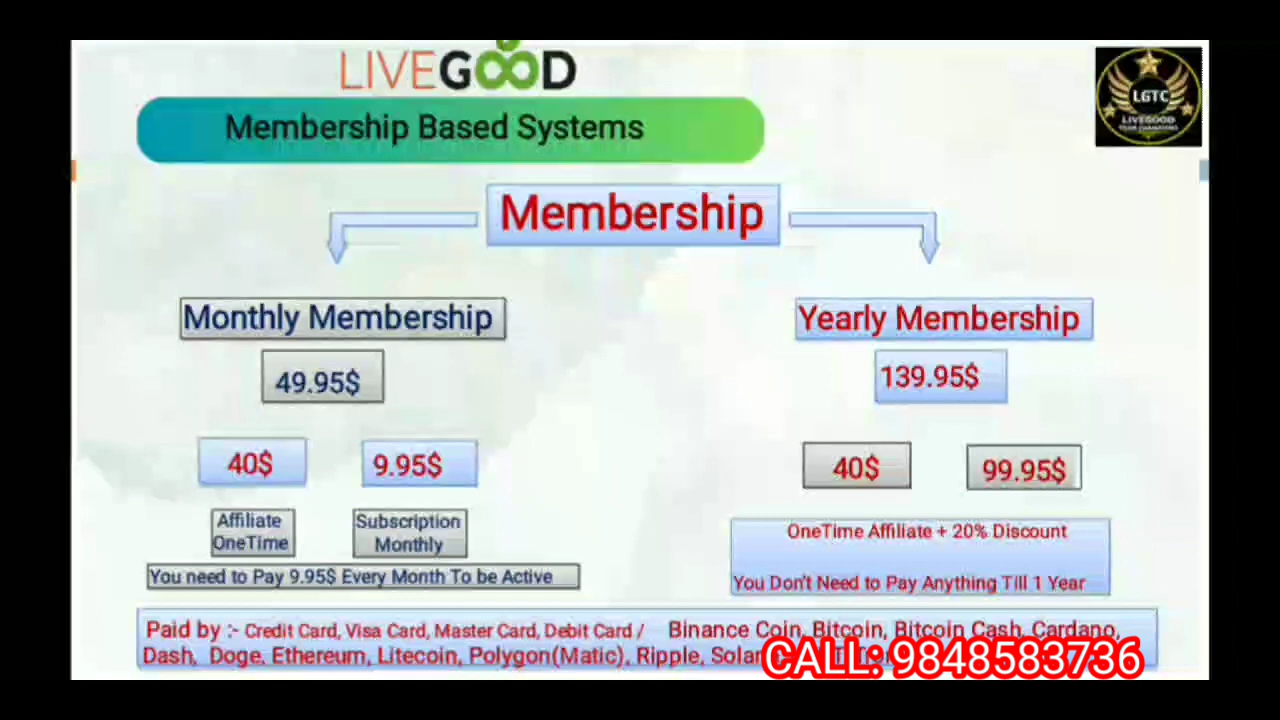 LIVEGOOD
LGTC
LIVEGOOD
Membership Based Systems
Membership
Monthly Membership
Yearly Membership
49.95$
139.95$
40$ 9.95$
40$ 99.95$
Affiliate
OneTime
Subscription
Monthly
OneTime Affiliate + 20% Discount
You need to Pay 9.95$ Every Month To be Active
You Don't Need to Pay Anything Till 1 Year
Paid by :- Credit Card, Visa Card, Master Card, Debit Card / Binance Coin, Bitcoin, Bitcoin Cash, Cardano,
Dash, Doge, Ethereum, Litecoin, Polygon(Matic), Ripple,
CALL: 9848583736